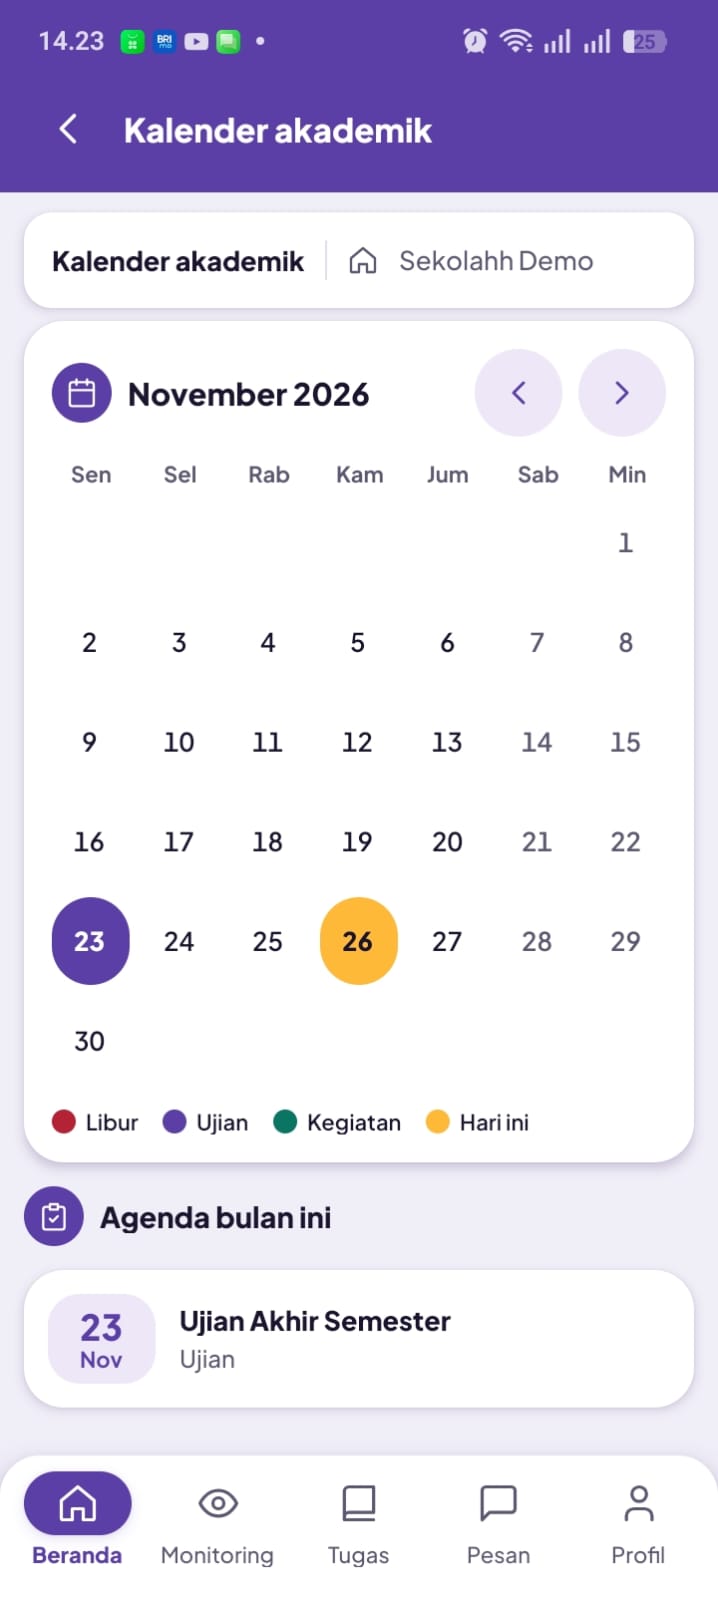 14.23 BRI mo 25
Kalender akademik
Kalender akademik Sekolahh Demo
November 2026
Sen Sel Rab Kam Jum Sab Min
1
2 3 4 5 6 7 8
9 10 11 12 13 14 15
16 17 18 19 20 21 22
23 24 25 26 27 28 29
30
Libur Ujian Kegiatan Hari ini
Agenda bulan ini
23 Nov
Ujian Akhir Semester
Ujian
Beranda Monitoring Tugas Pesan Profil